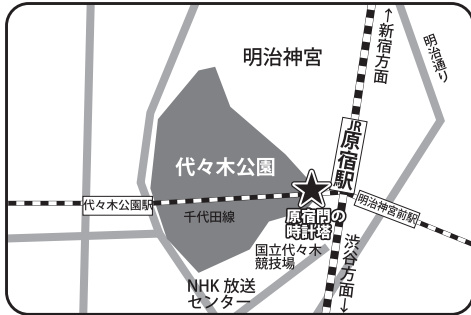 ←新宿方面
明治通り
明治神宮
JR
原宿駅
代々木公園
代々木公園駅
千代田線
原宿門の
時計塔
明治神宮前駅
国立代々木
競技場
渋谷方面→
NHK 放送
センター